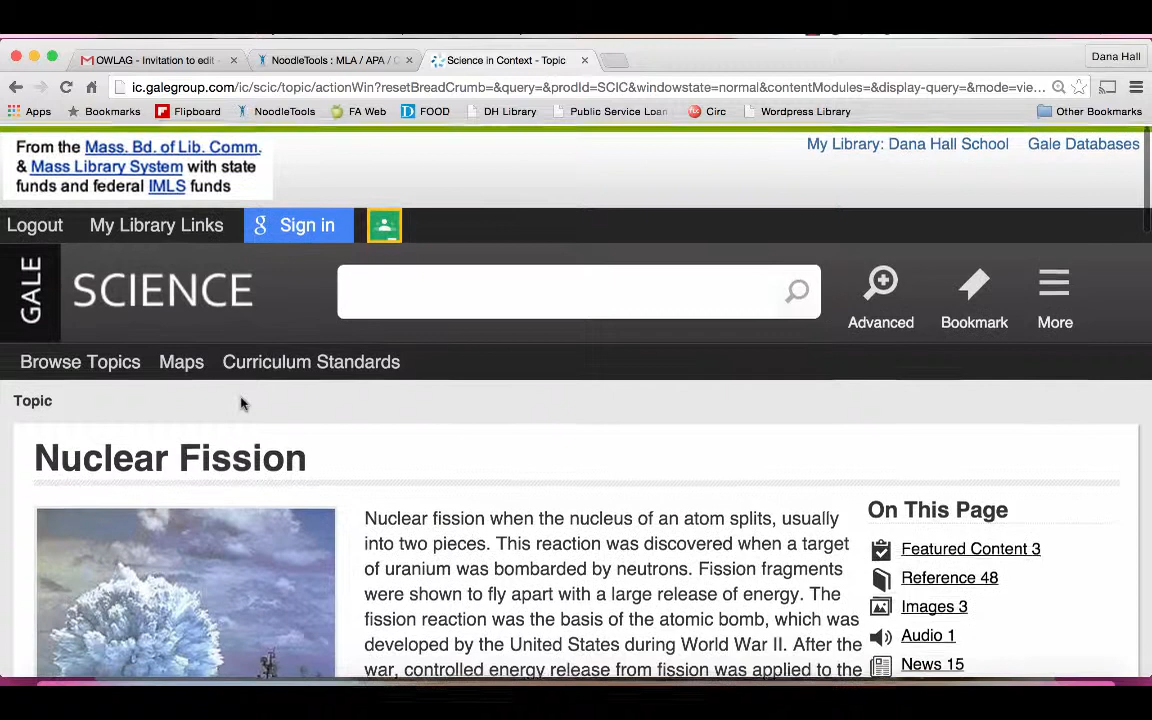 OWLAG - Invitation to edit
NoodleTools : MLA / APA / C
Science in Context - Topic
Dana Hall
ic.galegroup.com/ic/scic/topic/actionWin?resetBreadCrumb=&query=&prodId=SCIC&windowstate=normal&contentModules=&display-query=&mode=vie...
Apps Bookmarks Flipboard NoodleTools FA Web FOOD DH Library Public Service Loan Circ Wordpress Library Other Bookmarks
From the Mass. Bd. of Lib. Comm.
& Mass Library System with state
funds and federal IMLS funds
My Library: Dana Hall School Gale Databases
Logout My Library Links g Sign in
GALE SCIENCE
Advanced Bookmark More
Browse Topics Maps Curriculum Standards
Topic
Nuclear Fission
Nuclear fission when the nucleus of an atom splits, usually
into two pieces. This reaction was discovered when a target
of uranium was bombarded by neutrons. Fission fragments
were shown to fly apart with a large release of energy. The
fission reaction was the basis of the atomic bomb, which was
developed by the United States during World War II. After the
war, controlled energy release from fission was applied to the
On This Page
Featured Content 3
Reference 48
Images 3
Audio 1
News 15